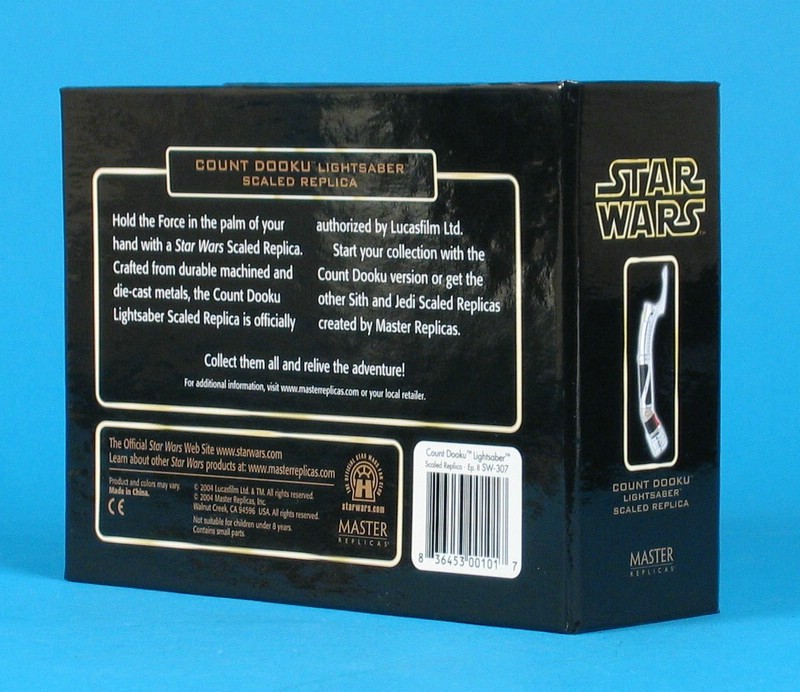 COUNT DOOKU™ LIGHTSABER™
SCALED REPLICA
Hold the Force in the palm of your
hand with a Star Wars Scaled Replica.
Crafted from durable machined and
die-cast metals, the Count Dooku
Lightsaber Scaled Replica is officially
authorized by Lucasfilm Ltd.
Start your collection with the
Count Dooku version or get the
other Sith and Jedi Scaled Replicas
created by Master Replicas.
Collect them all and relive the adventure!
For additional information, visit www.masterreplicas.com or your local retailer.
The Official Star Wars Web Site www.starwars.com
Learn about other Star Wars products at: www.masterreplicas.com
Product and colors may vary.
Made in China.
CE
© 2004 Lucasfilm Ltd. & TM. All rights reserved.
© 2004 Master Replicas, Inc.
Walnut Creek, CA 94596 USA. All rights reserved.
Not suitable for children under 8 years.
Contains small parts.
THE OFFICIAL STAR WARS FAN CLUB
starwars.com
MASTER
REPLICAS®
Count Dooku™ Lightsaber™
Scaled Replica - Ep. II SW-307
8 36453 00101 7
STAR
WARS™
COUNT DOOKU™
LIGHTSABER™
SCALED REPLICA
MASTER
REPLICAS®